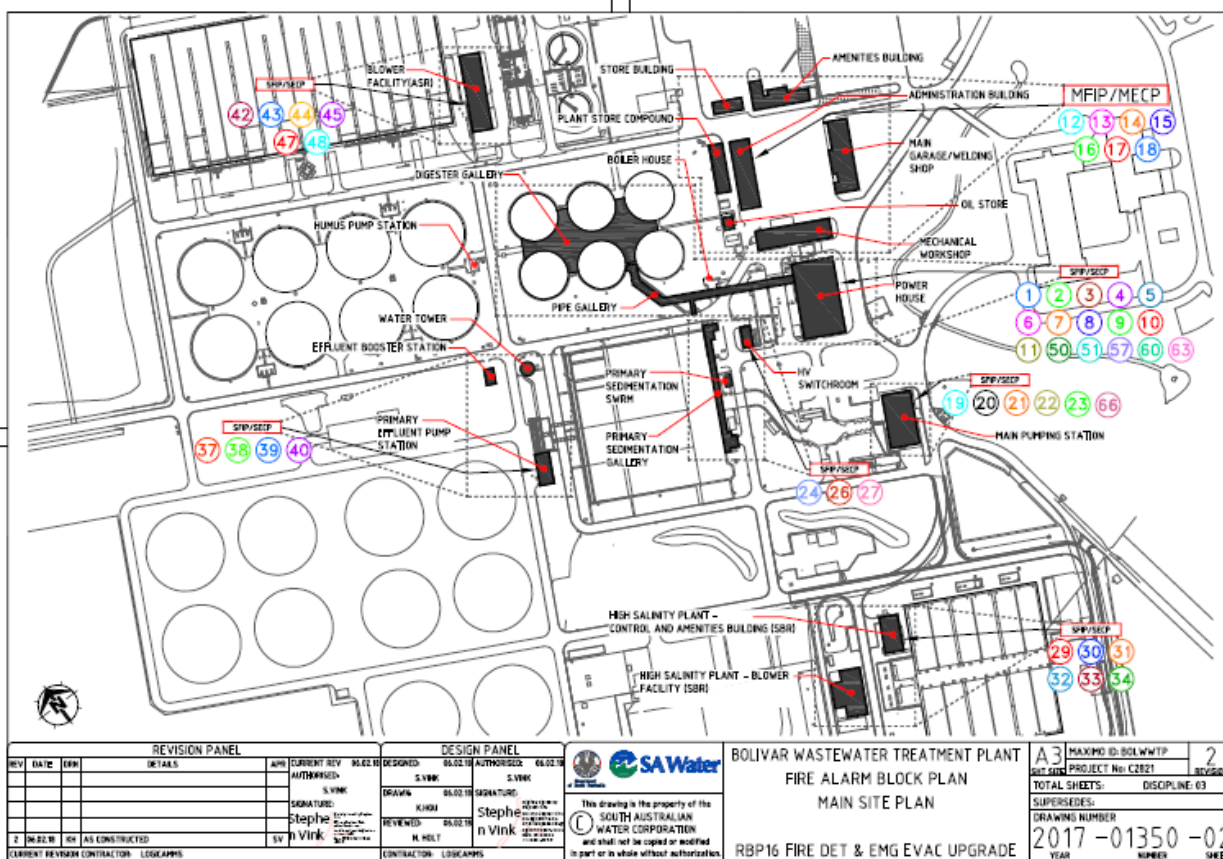 BLOWER
FACILITY(ASR)
SFIP/SECP
42 43 44 45
47 48
STORE BUILDING
AMENITIES BUILDING
ADMINISTRATION BUILDING
PLANT STORE COMPOUND
MFIP/MECP
12 13 14 15
16 17 18
MAIN
GARAGE/WELDING
SHOP
BOILER HOUSE
DIGESTER GALLERY
OIL STORE
HUMUS PUMP STATION
MECHANICAL
WORKSHOP
SFIP/SECP
1 2 3 4 5
6 7 8 9 10
11 50 51 57 60 63
POWER
HOUSE
PIPE GALLERY
WATER TOWER
EFFLUENT BOOSTER STATION
PRIMARY
SEDIMENTATION
SWRM
HV
SWITCHROOM
SFIP/SECP
19 20 21 22 23 66
MAIN PUMPING STATION
PRIMARY
EFFLUENT PUMP
STATION
SFIP/SECP
37 38 39 40
PRIMARY
SEDIMENTATION
GALLERY
SFIP/SECP
24 26 27
HIGH SALINITY PLANT -
CONTROL AND AMENITIES BUILDING (SBR)
SFIP/SECP
29 30 31
32 33 34
HIGH SALINITY PLANT - BLOWER
FACILITY (SBR)
REVISION PANEL
REV DATE DRN DETAILS APR
2 06.02.18 KH AS CONSTRUCTED SV
CURRENT REVISION CONTRACTOR: LOGICAMMS
CURRENT REV 06.02.18
AUTHORISED:
S.VINK
SIGNATURE:
Stephe
n Vink
DESIGN PANEL
DESIGNED: 06.02.18
S.VINK
DRAWN: 06.02.18
K.HOU
REVIEWED: 06.02.18
M. HOLT
CONTRACTOR: LOGICAMMS
AUTHORISED: 06.02.18
S.VINK
SIGNATURE:
Stephe
n Vink
SA Water
This drawing is the property of the
C SOUTH AUSTRALIAN
WATER CORPORATION
and shall not be copied or modified
in part or in whole without authorization.
BOLIVAR WASTEWATER TREATMENT PLANT
FIRE ALARM BLOCK PLAN
MAIN SITE PLAN
RBP16 FIRE DET & EMG EVAC UPGRADE
A3
SHT SIZE
MAXIMO ID: BOLWWTP
PROJECT No: C2821
2
REVISION
TOTAL SHEETS: DISCIPLINE: 03
SUPERSEDES:
DRAWING NUMBER
2017 -01350 -02
YEAR NUMBER SHEET